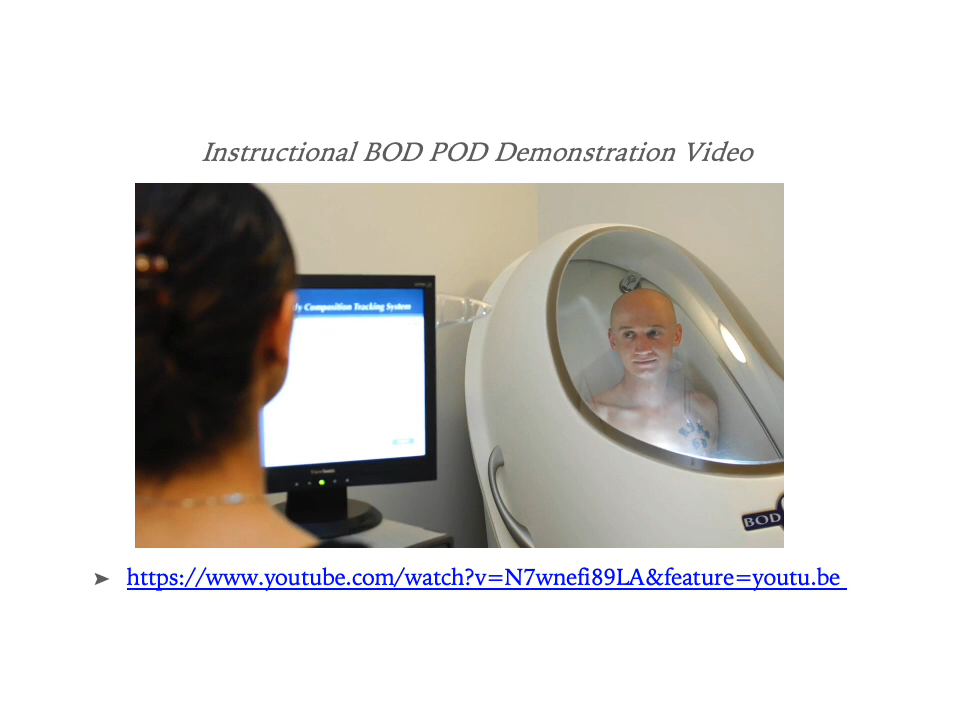 Instructional BOD POD Demonstration Video
Composition Tracking System
BOD
➤ https://www.youtube.com/watch?v=N7wnefi89LA&feature=youtu.be